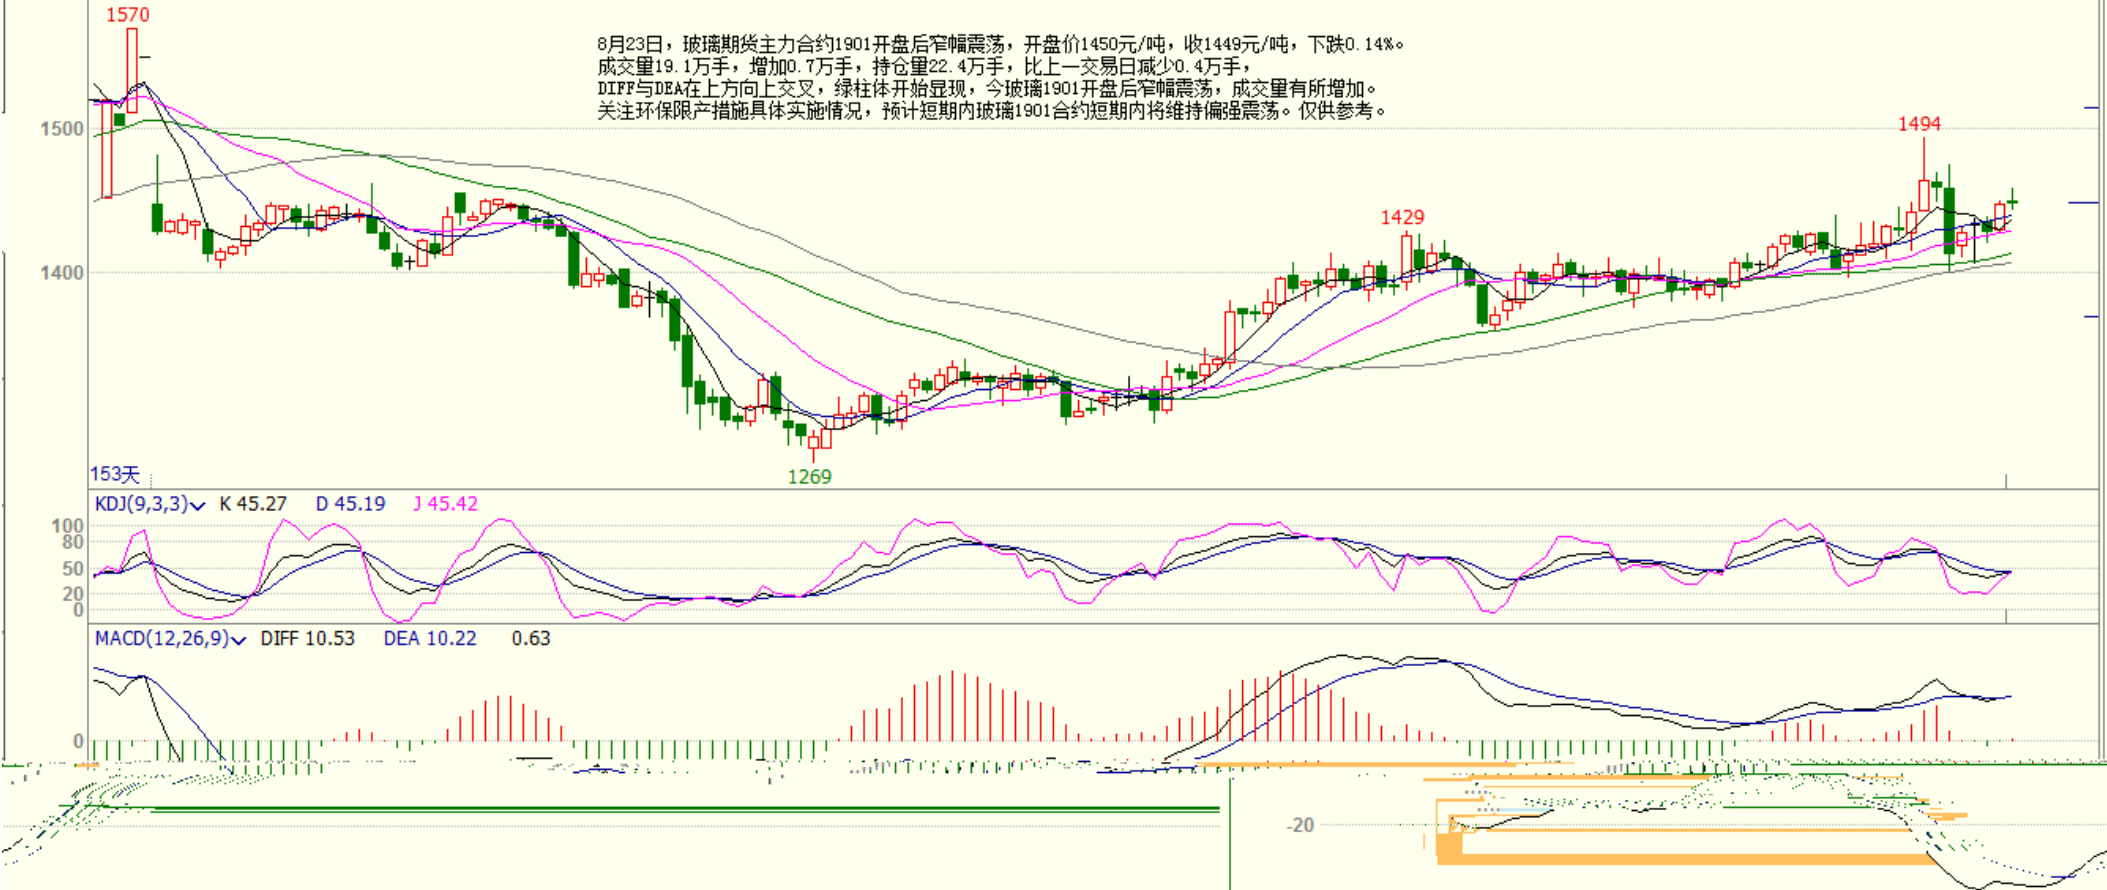 1570
8月23日，玻璃期货主力合约1901开盘后窄幅震荡，开盘价1450元/吨，收1449元/吨，下跌0.14%。
成交量19.1万手，增加0.7万手，持仓量22.4万手，比上一交易日减少0.4万手，
DIFF与DEA在上方向上交叉，绿柱体开始显现，今玻璃1901开盘后窄幅震荡，成交量有所增加。
关注环保限产措施具体实施情况，预计短期内玻璃1901合约短期内将维持偏强震荡。仅供参考。
1500
1494
1429
1400
153天
1269
KDJ(9,3,3) K 45.27 D 45.19 J 45.42
100
80
50
20
0
MACD(12,26,9) DIFF 10.53 DEA 10.22 0.63
0
-20